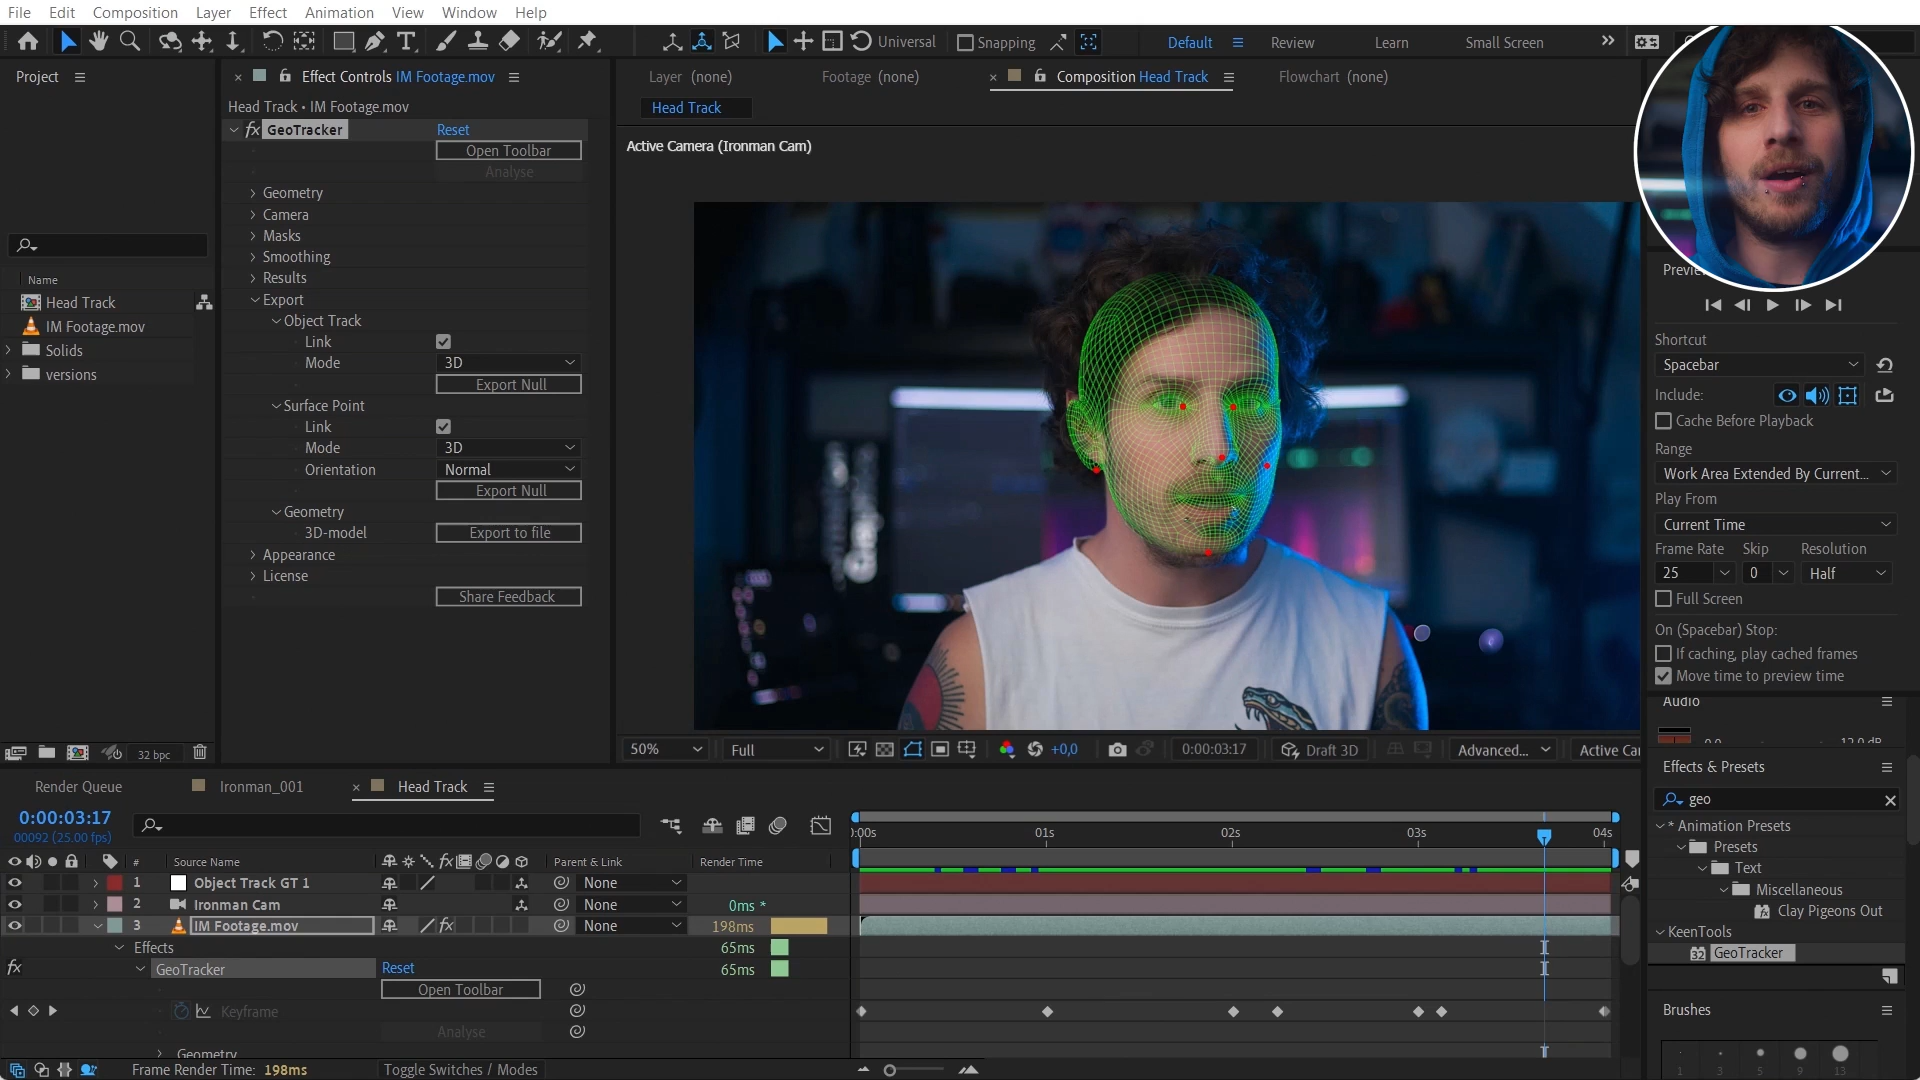 File Edit Composition Layer Effect Animation View Window Help
Universal Snapping Default Review Learn Small Screen
Project
Effect Controls IM Footage.mov
Layer (none) Footage (none) Composition Head Track Flowchart (none)
Head Track • IM Footage.mov
Head Track
fx GeoTracker Reset
Open Toolbar
Analyse
Active Camera (Ironman Cam)
Geometry
Camera
Masks
Smoothing
Results
Export
Object Track
Link
Mode 3D
Export Null
Surface Point
Link
Mode 3D
Orientation Normal
Export Null
Geometry
3D-model Export to file
Appearance
License
Share Feedback
Name
Head Track
IM Footage.mov
Solids
versions
32 bpc
50% Full +0,0 0:00:03:17 Draft 3D Advanced...
Shortcut
Spacebar
Include:
Cache Before Playback
Range
Work Area Extended By Current...
Play From
Current Time
Frame Rate Skip Resolution
25 0 Half
Full Screen
On (Spacebar) Stop:
If caching, play cached frames
Move time to preview time
Audio
Effects & Presets
geo
* Animation Presets
Presets
Text
Miscellaneous
Clay Pigeons Out
KeenTools
32 GeoTracker
Brushes
1 3 5 9 13
Render Queue Ironman_001 Head Track
0:00:03:17
00092 (25.00 fps)
):00s 01s 02s 03s 04s
# Source Name fx Parent & Link Render Time
1 Object Track GT 1 None
2 Ironman Cam None 0ms *
3 IM Footage.mov fx None 198ms
Effects 65ms
fx GeoTracker Reset 65ms
Open Toolbar
Keyframe
Analyse
Geometry
Frame Render Time: 198ms Toggle Switches / Modes